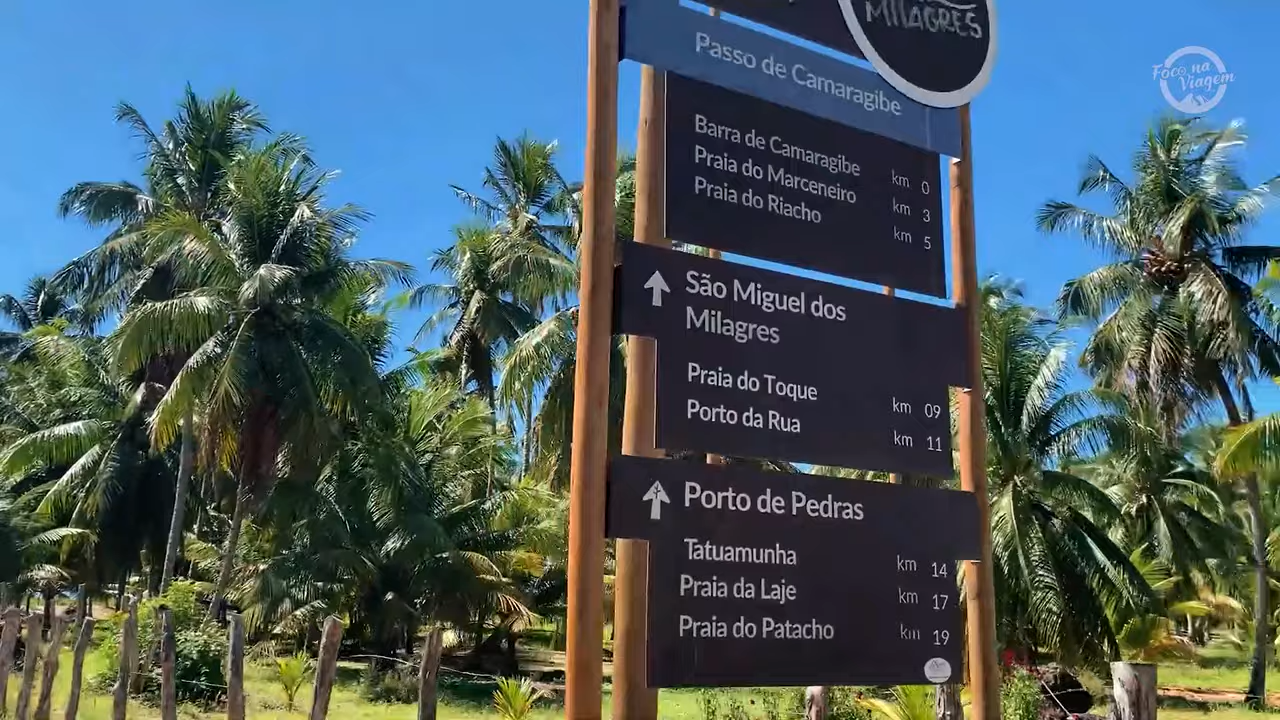 MILAGRES
Foco na
Viagem
Passo de Camaragibe
Barra de Camaragibe km 0
Praia do Marceneiro km 3
Praia do Riacho km 5
São Miguel dos
Milagres
Praia do Toque km 09
Porto da Rua km 11
Porto de Pedras
Tatuamunha km 14
Praia da Laje km 17
Praia do Patacho km 19